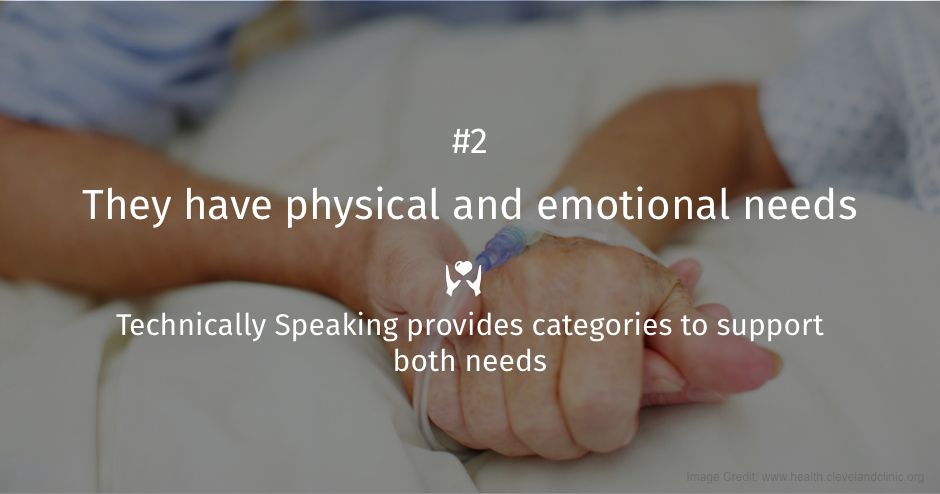 #2
They have physical and emotional needs
Technically Speaking provides categories to support
both needs
Image Credit: www.health.clevelandclinic.org